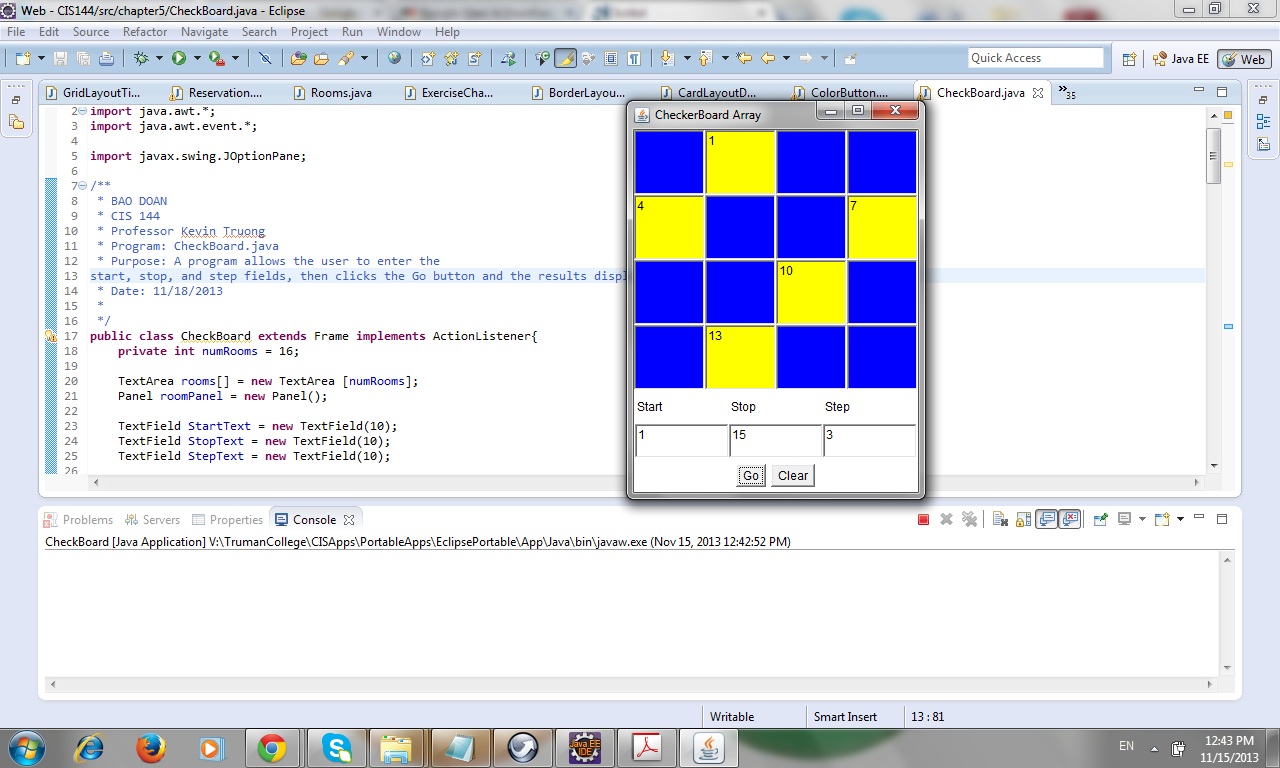 Web - CIS144/src/chapter5/CheckBoard.java - Eclipse
File Edit Source Refactor Navigate Search Project Run Window Help
Quick Access
Java EE
Web
GridLayoutTi...
Reservation....
Rooms.java
ExerciseCha...
BorderLayou...
CardLayoutD...
ColorButton....
CheckBoard.java
»35
2 import java.awt.*;
3 import java.awt.event.*;
4
5 import javax.swing.JOptionPane;
6
7 /**
8 * BAO DOAN
9 * CIS 144
10 * Professor Kevin Truong
11 * Program: CheckBoard.java
12 * Purpose: A program allows the user to enter the
13 start, stop, and step fields, then clicks the Go button and the results displ
14 * Date: 11/18/2013
15 *
16 */
17 public class CheckBoard extends Frame implements ActionListener{
18 private int numRooms = 16;
19
20 TextArea rooms[] = new TextArea [numRooms];
21 Panel roomPanel = new Panel();
22
23 TextField StartText = new TextField(10);
24 TextField StopText = new TextField(10);
25 TextField StepText = new TextField(10);
26
CheckerBoard Array
1
4 7
10
13
Start Stop Step
1 15 3
Go Clear
Problems Servers Properties Console
CheckBoard [Java Application] V:\TrumanCollege\CISApps\PortableApps\EclipsePortable\App\Java\bin\javaw.exe (Nov 15, 2013 12:42:52 PM)
Writable Smart Insert 13 : 81
Java EE
IDE
EN
12:43 PM
11/15/2013